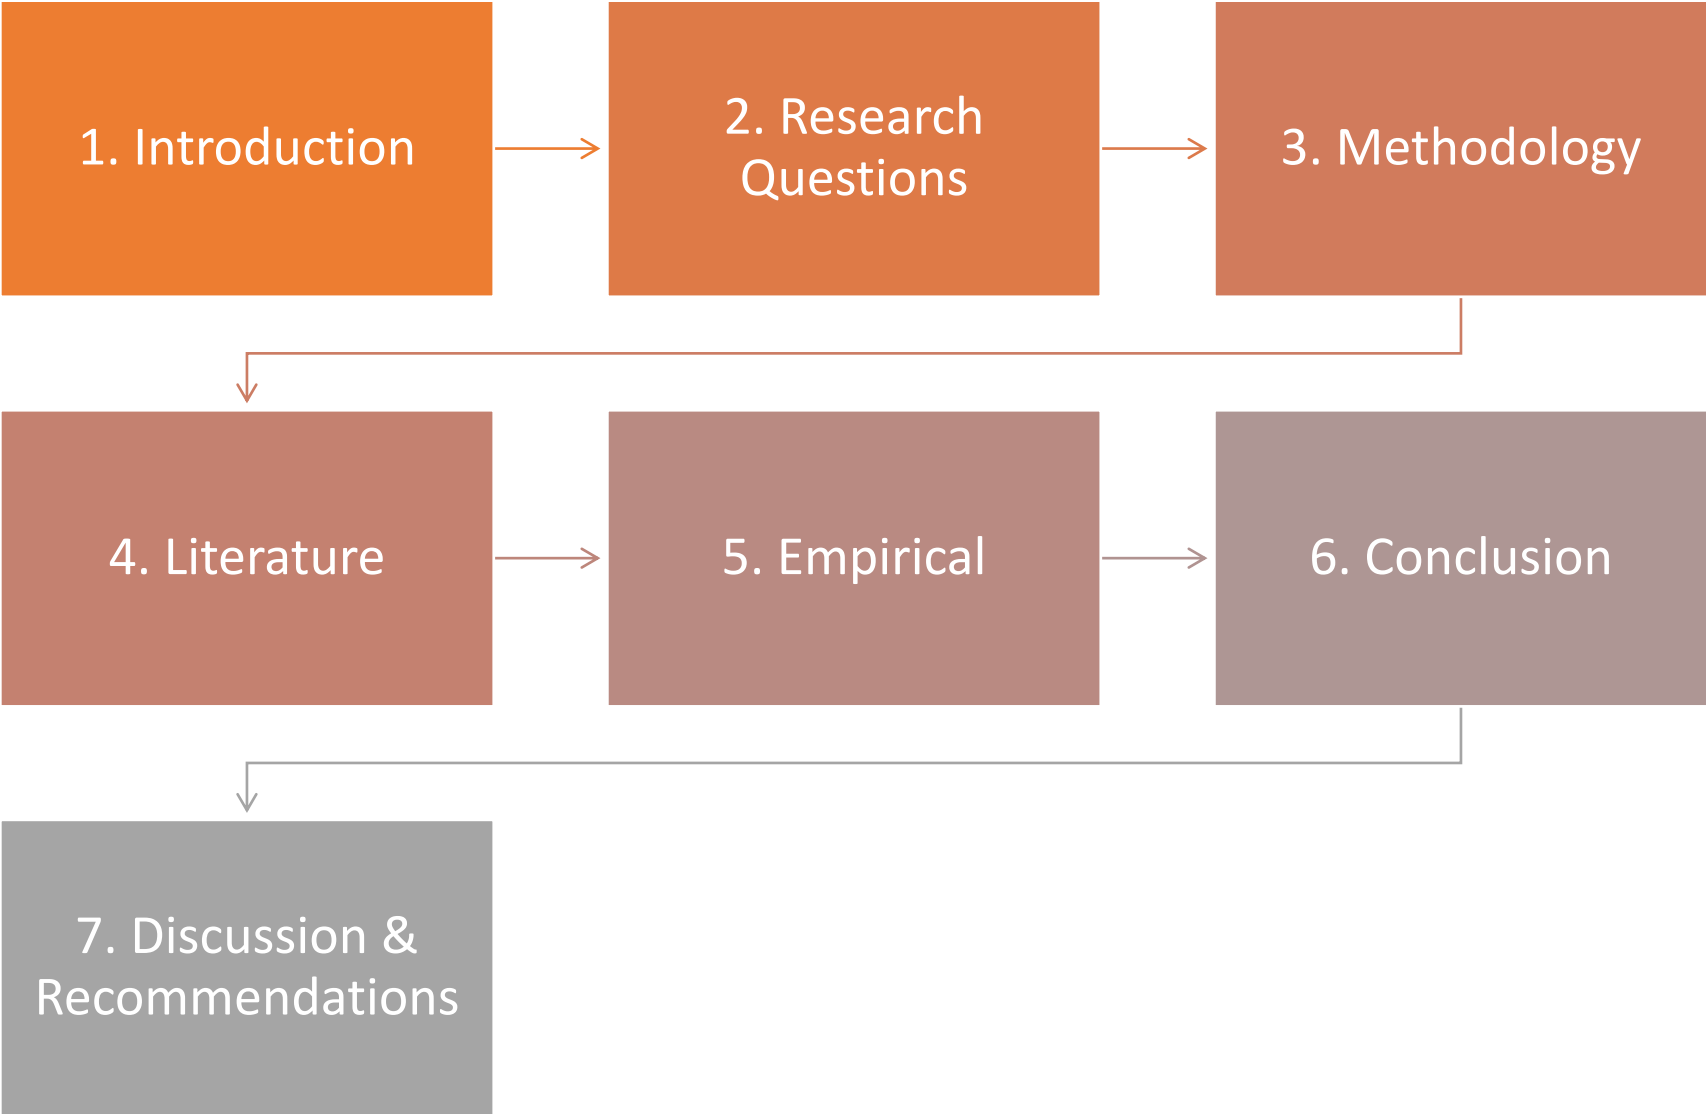 1. Introduction
2. Research
Questions
3. Methodology
4. Literature
5. Empirical
6. Conclusion
7. Discussion &
Recommendations